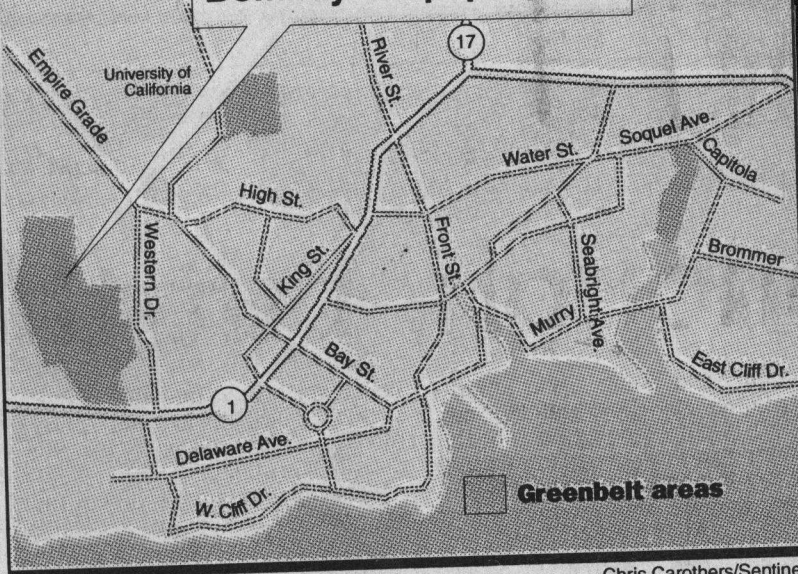 17
River St.
Empire Grade
University of
California
Soquel Ave.
Water St.
Capitola
High St.
Western Dr.
King St.
Front St.
Seabright Ave.
Brommer
Murry
Bay St.
East Cliff Dr.
1
Delaware Ave.
W. Cliff Dr.
Greenbelt areas
Chris Carothers/Sentine